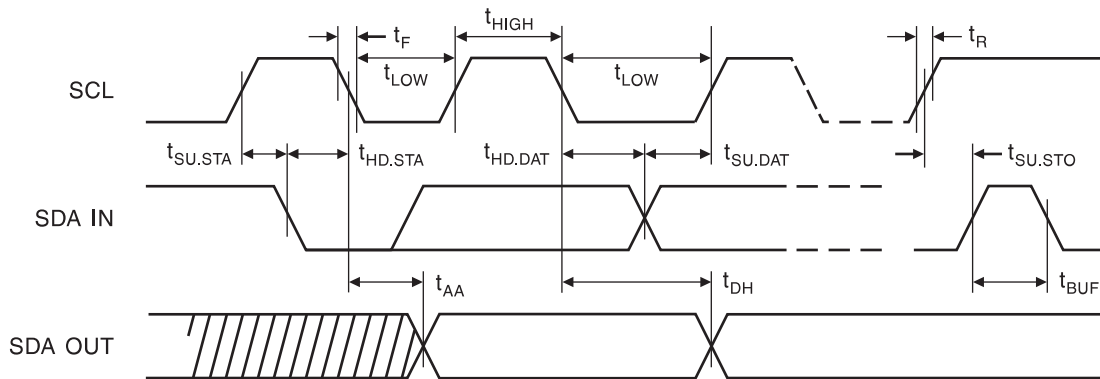 tHIGH
tF
tR
tLOW
tLOW
SCL
tSU.STA
tHD.STA
tHD.DAT
tSU.DAT
tSU.STO
SDA IN
tAA
tDH
tBUF
SDA OUT